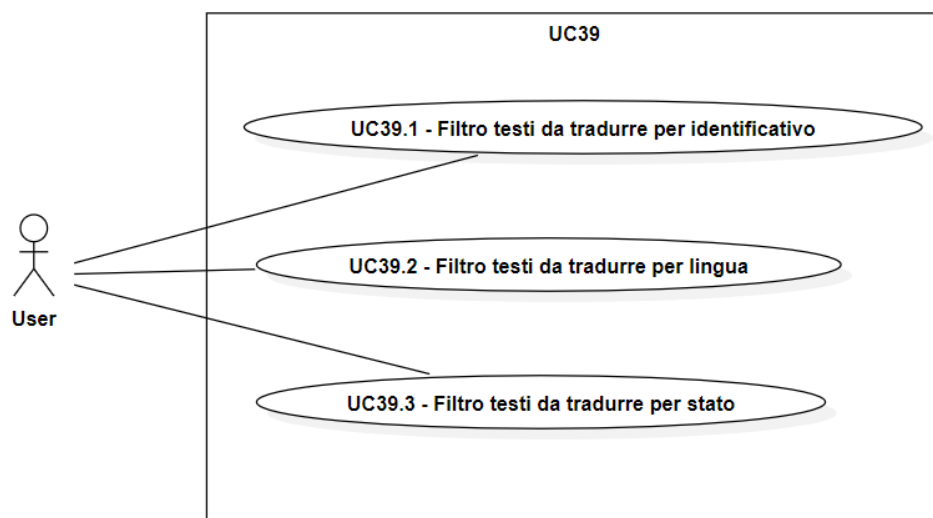 UC39
UC39.1 - Filtro testi da tradurre per identificativo
UC39.2 - Filtro testi da tradurre per lingua
User
UC39.3 - Filtro testi da tradurre per stato